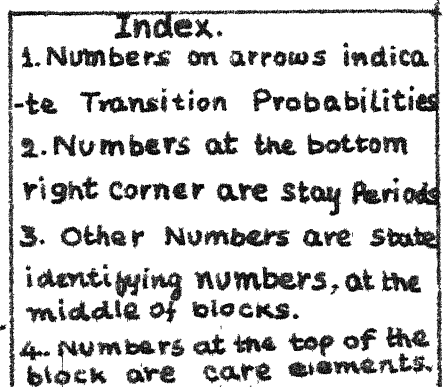 Index.
1. Numbers on arrows indica
-te Transition Probabilities
2. Numbers at the bottom
right corner are stay Periods
3. Other Numbers are state
identifying numbers, at the
middle of blocks.
4. Numbers at the top of the
block are care elements.